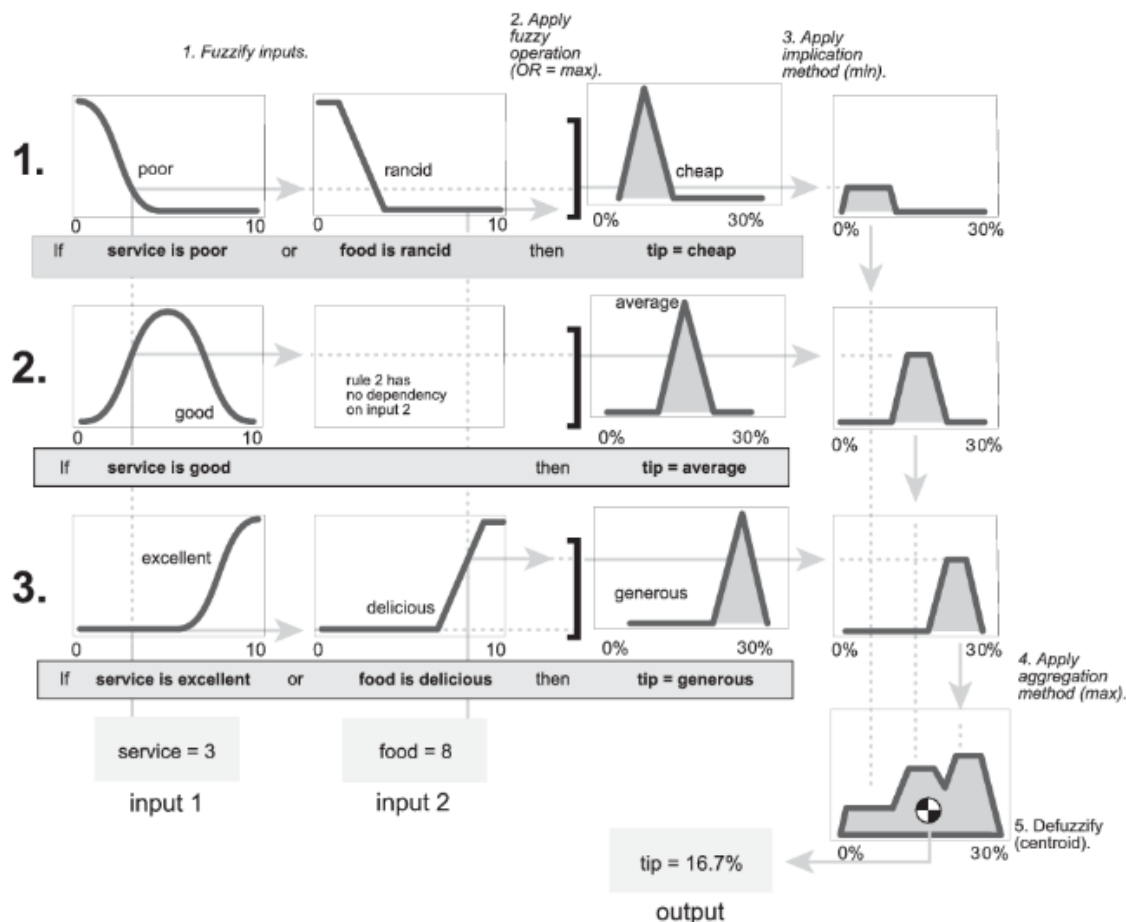 1. Fuzzify inputs.
2. Apply
fuzzy
operation
(OR = max).
3. Apply
implication
method (min).
1.
poor
0 10
rancid
0 10
cheap
0% 30%
0% 30%
If service is poor or food is rancid then tip = cheap
2.
good
0 10
rule 2 has
no dependency
on input 2
average
0% 30%
0% 30%
If service is good then tip = average
3.
excellent
0 10
delicious
0 10
generous
0% 30%
0% 30%
If service is excellent or food is delicious then tip = generous
4. Apply
aggregation
method (max).
service = 3
input 1
food = 8
input 2
0% 30%
5. Defuzzify
(centroid).
tip = 16.7%
output